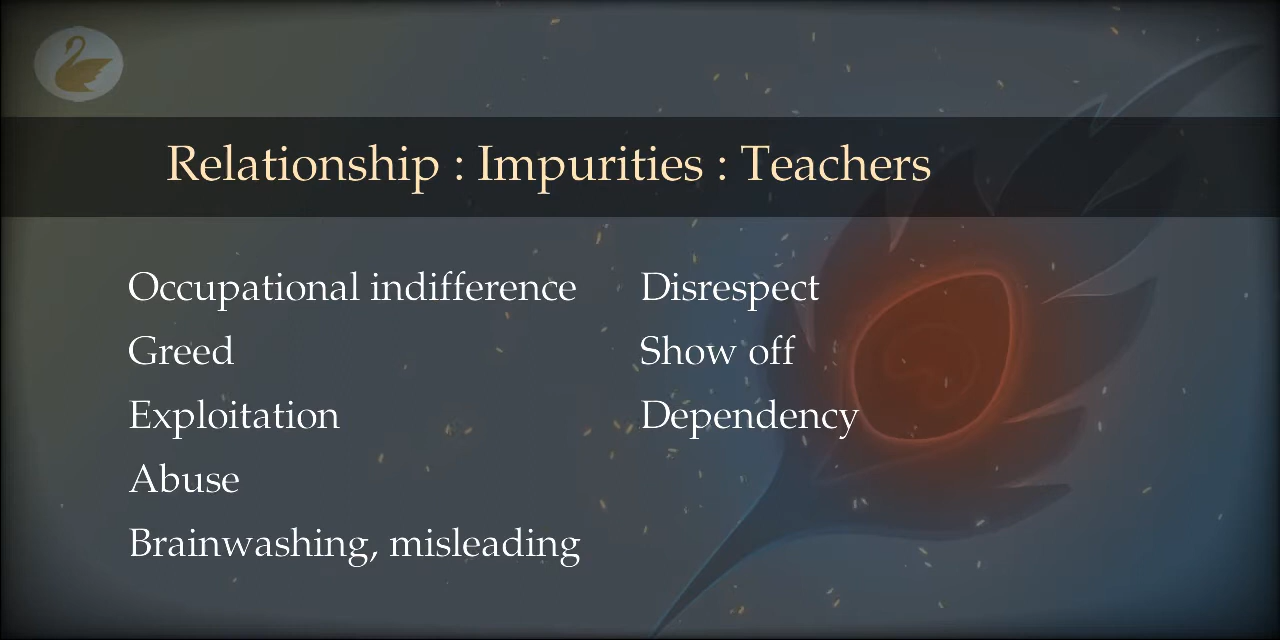 Relationship : Impurities : Teachers
Occupational indifference
Greed
Exploitation
Abuse
Brainwashing, misleading
Disrespect
Show off
Dependency